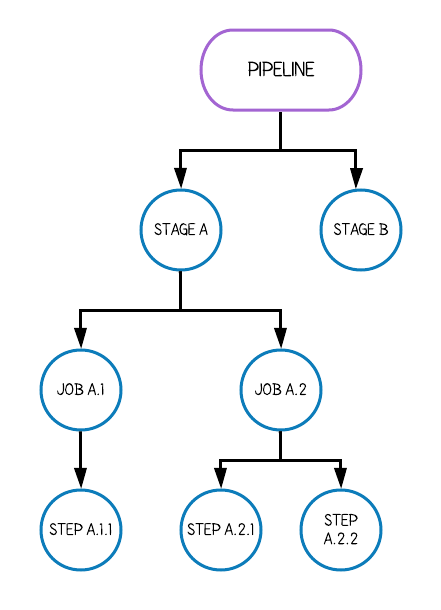 PIPELINE
STAGE A
STAGE B
JOB A.1
JOB A.2
STEP A.1.1
STEP A.2.1
STEP
A.2.2